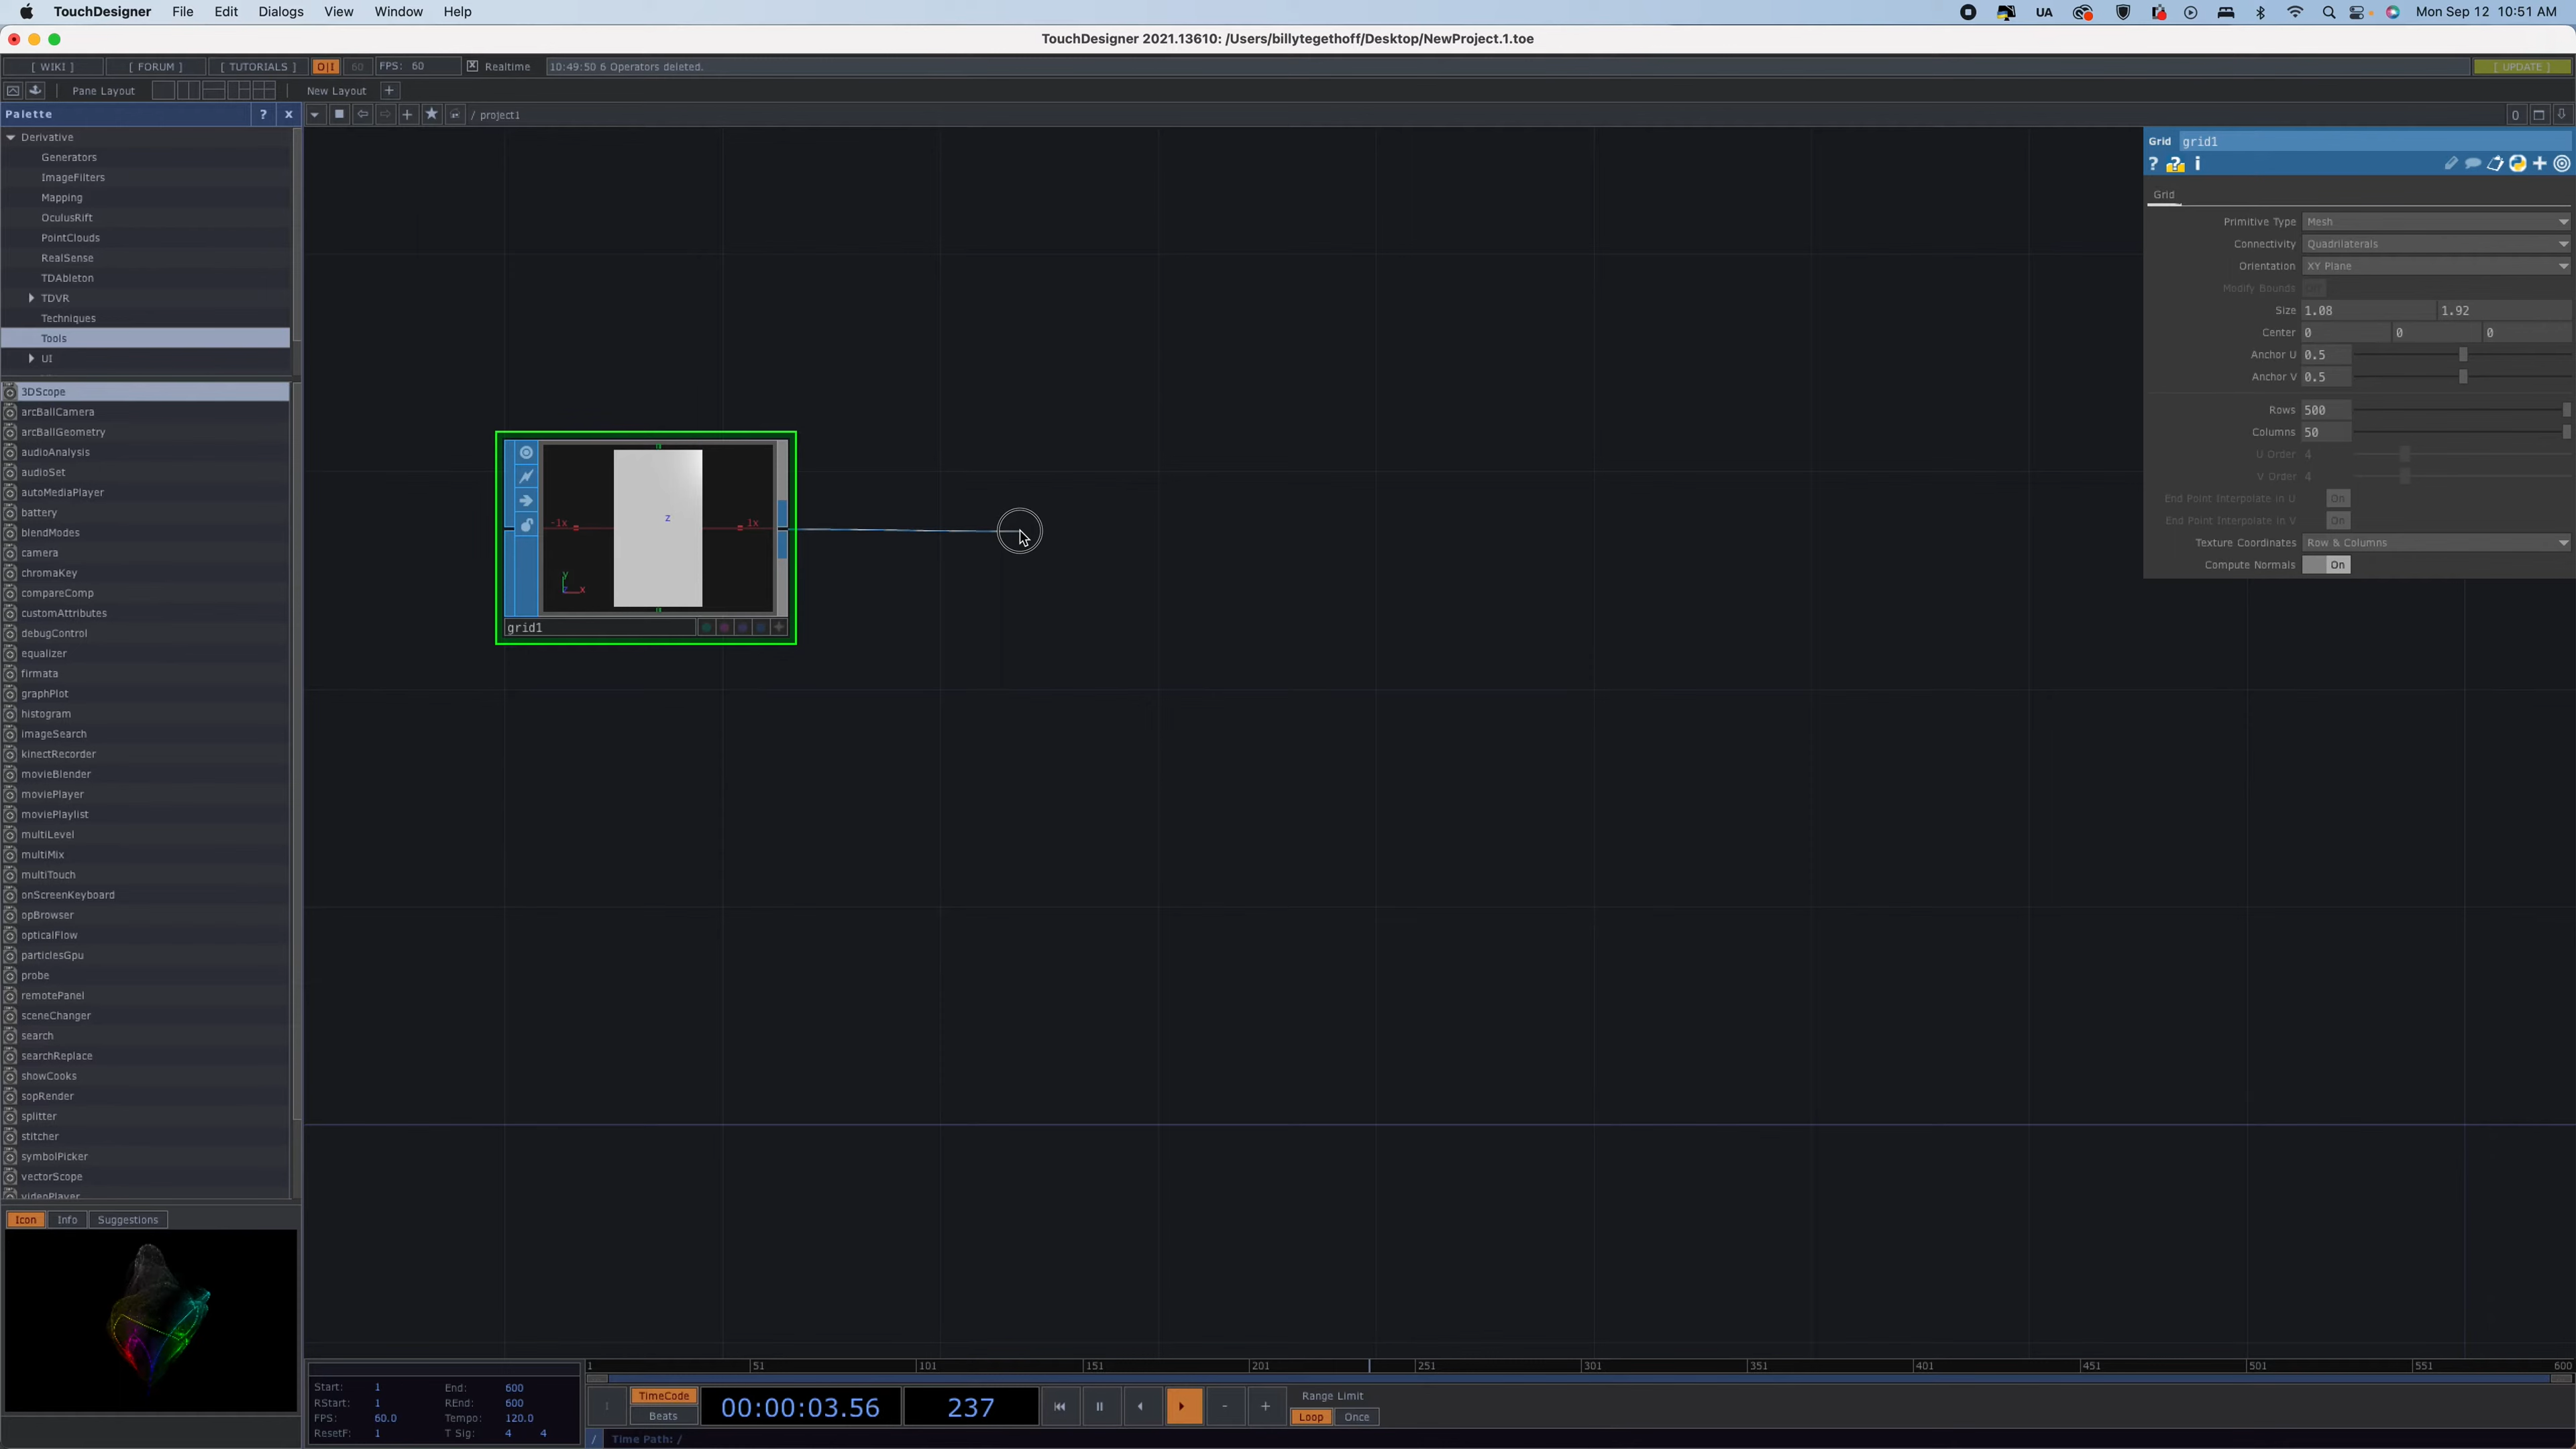 TouchDesigner File Edit Dialogs View Window Help UA Mon Sep 12 10:51 AM
TouchDesigner 2021.13610: /Users/billytegethoff/Desktop/NewProject.1.toe
[ WIKI ] [ FORUM ] [ TUTORIALS ] O|I 60 FPS: 60 Realtime 10:49:50 6 Operators deleted. [ UPDATE ]
Pane Layout New Layout +
Palette ? x / project1 0
Derivative
Generators
ImageFilters
Mapping
OculusRift
PointClouds
RealSense
TDAbleton
TDVR
Techniques
Tools
UI
3DScope
arcBallCamera
arcBallGeometry
audioAnalysis
audioSet
autoMediaPlayer
battery
blendModes
camera
chromaKey
compareComp
customAttributes
debugControl
equalizer
firmata
graphPlot
histogram
imageSearch
kinectRecorder
movieBlender
moviePlayer
moviePlaylist
multiLevel
multiMix
multiTouch
onScreenKeyboard
opBrowser
opticalFlow
particlesGpu
probe
remotePanel
sceneChanger
search
searchReplace
showCooks
sopRender
splitter
stitcher
symbolPicker
vectorScope
videoPlayer
Icon Info Suggestions
z
-1x 1x
y
x
grid1
Grid grid1
? ? i
Grid
Primitive Type Mesh
Connectivity Quadrilaterals
Orientation XY Plane
Modify Bounds
Size 1.08 1.92
Center 0 0 0
Anchor U 0.5
Anchor V 0.5
Rows 500
Columns 50
U Order 4
V Order 4
End Point Interpolate in U On
End Point Interpolate in V On
Texture Coordinates Row & Columns
Compute Normals On
1 51 101 151 201 251 301 351 401 451 501 551 600
Start: 1 End: 600
RStart: 1 REnd: 600
FPS: 60.0 Tempo: 120.0
ResetF: 1 T Sig: 4 4
TimeCode
Beats
00:00:03.56 237 - +
Range Limit
Loop Once
/ Time Path: /